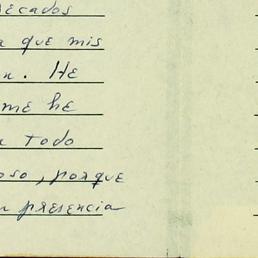 pecados
que mis
n. He
me he
todo
oso, porque
n presencia